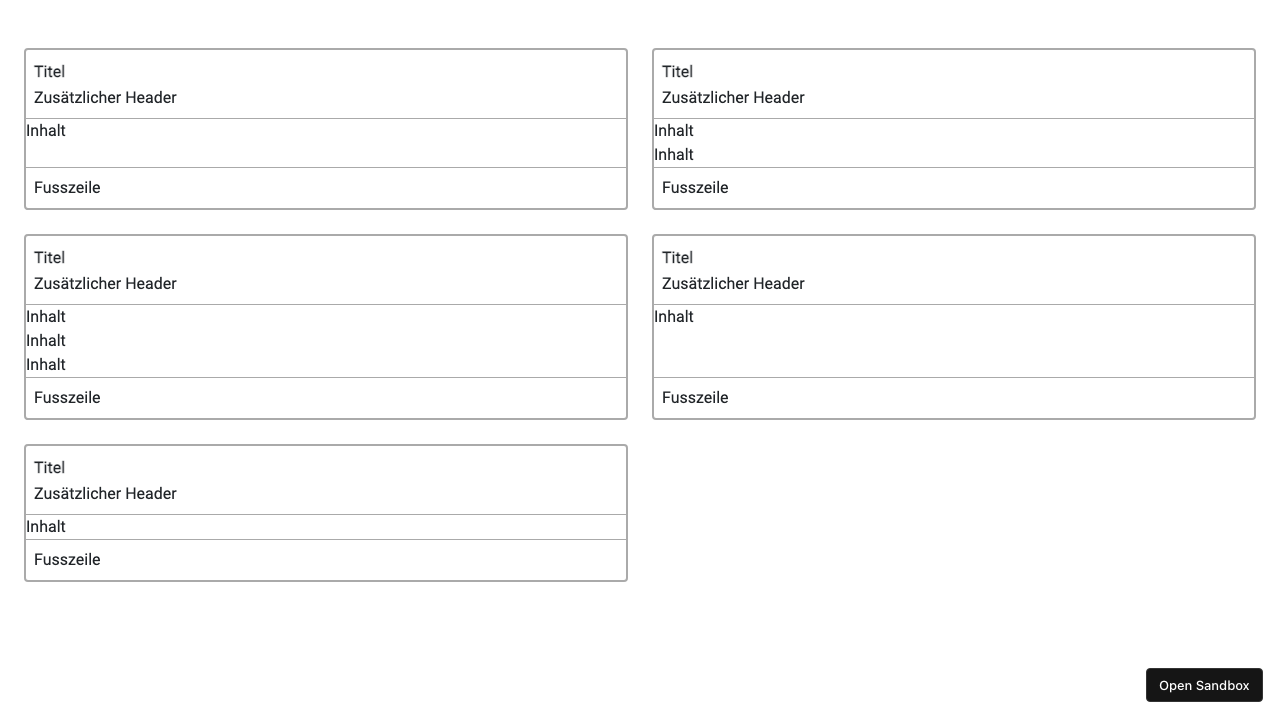 Titel
Zusätzlicher Header
Inhalt
Fusszeile
Titel
Zusätzlicher Header
Inhalt
Inhalt
Fusszeile
Titel
Zusätzlicher Header
Inhalt
Inhalt
Inhalt
Fusszeile
Titel
Zusätzlicher Header
Inhalt
Fusszeile
Titel
Zusätzlicher Header
Inhalt
Fusszeile
Open Sandbox